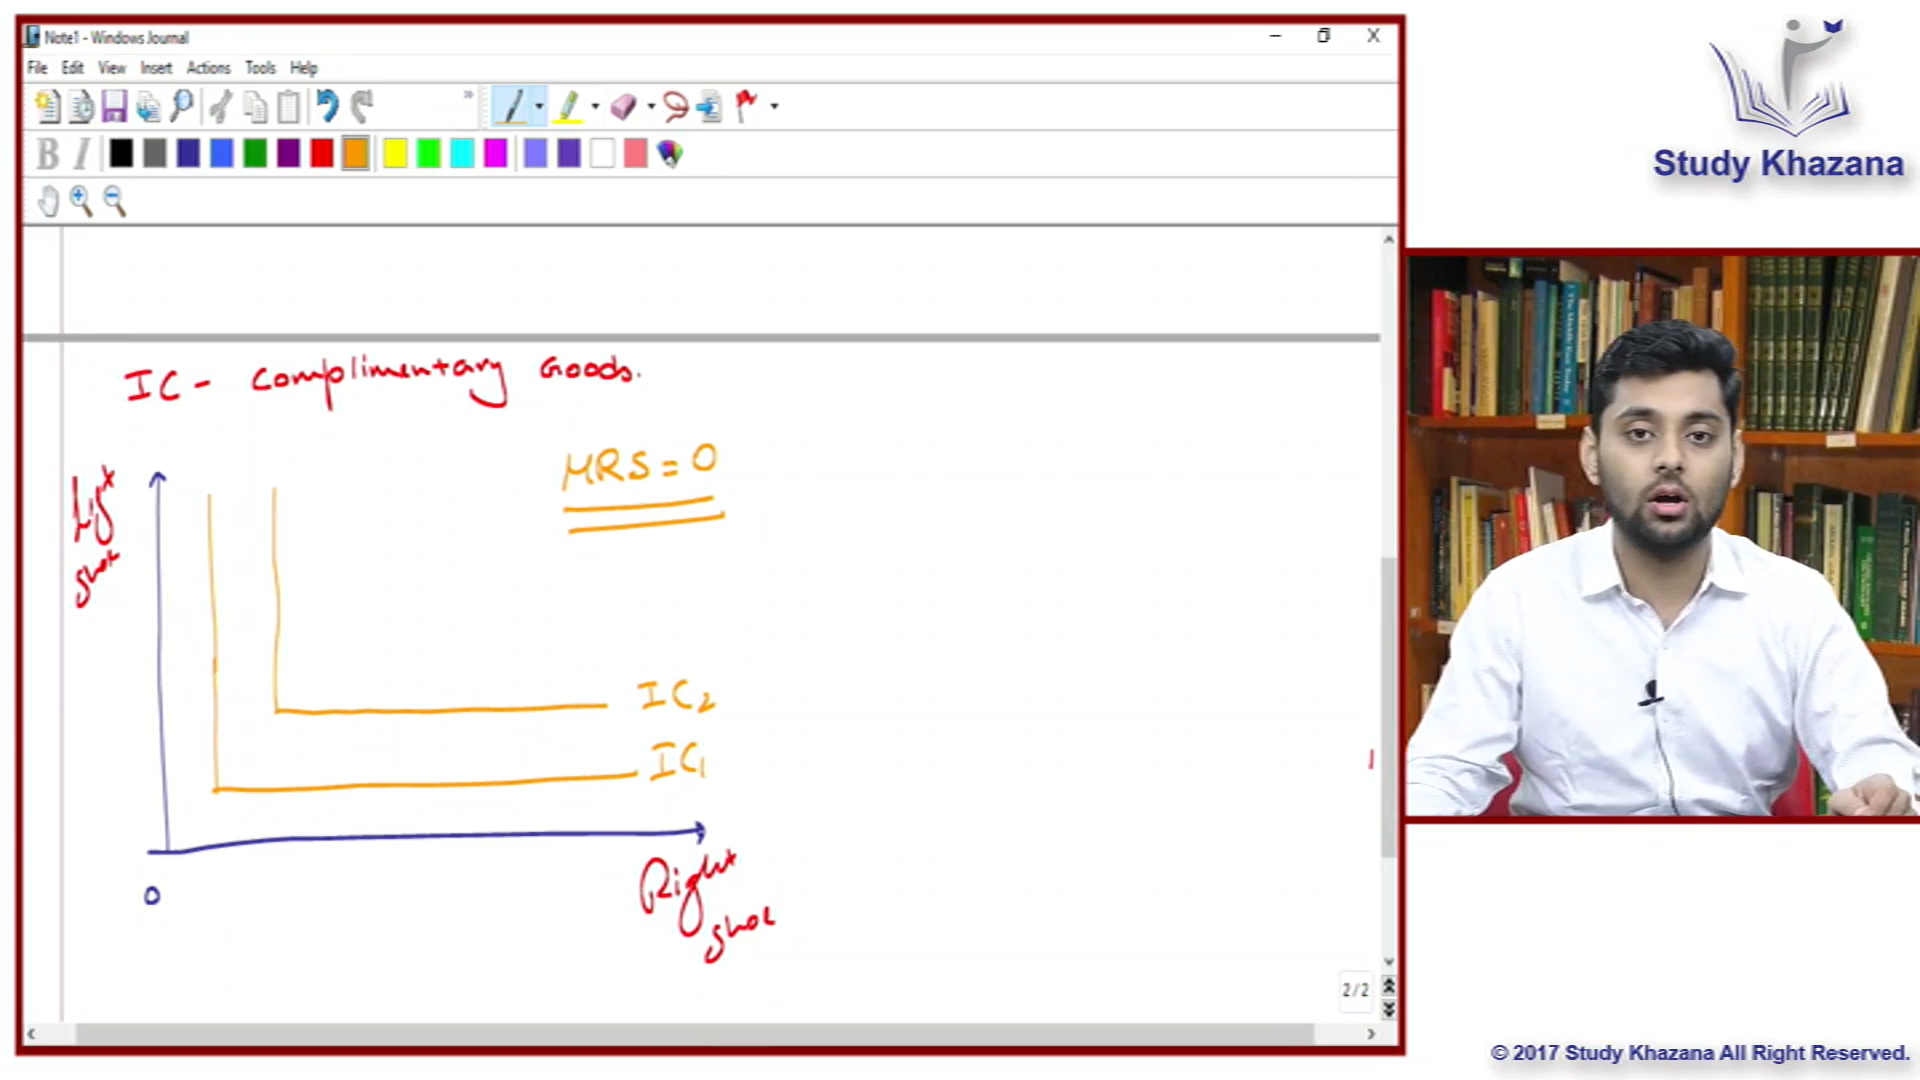 Note1 - Windows Journal
File Edit View Insert Actions Tools Help
B I
Study Khazana
IC - Complimentary Goods.
MRS = 0
shoe
IC2
IC1
0
Right
shoe
2/2
© 2017 Study Khazana All Right Reserved.